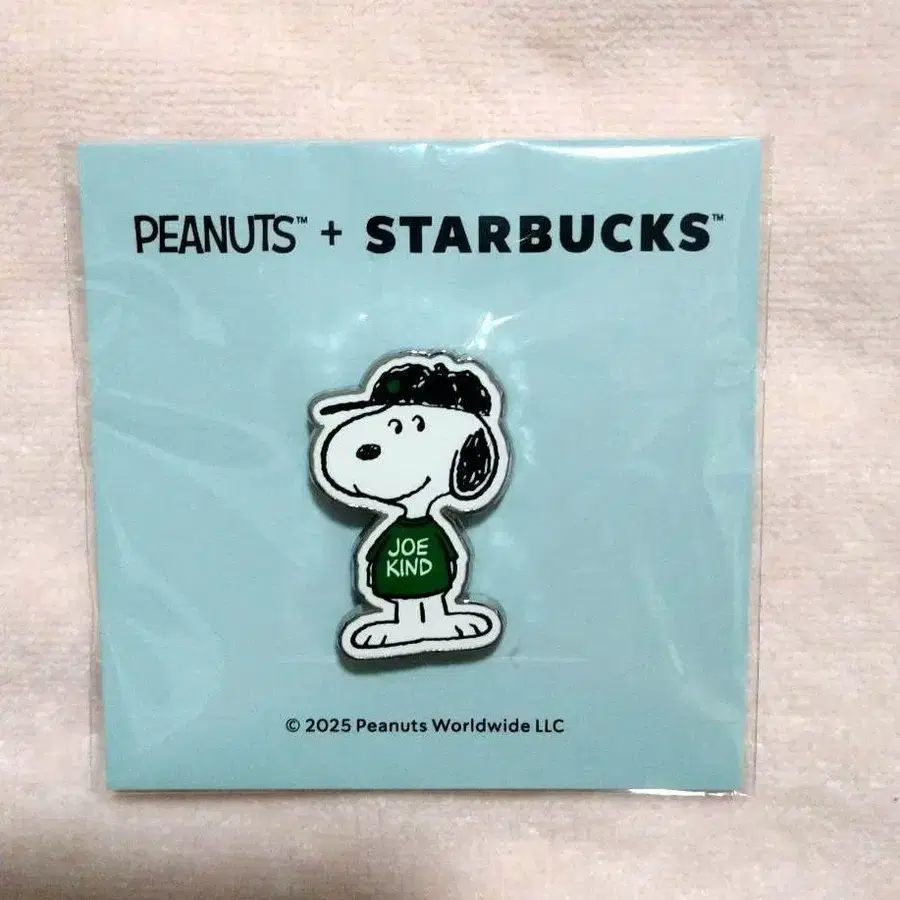 PEANUTS™ + STARBUCKS™
JOE
KIND
© 2025 Peanuts Worldwide LLC